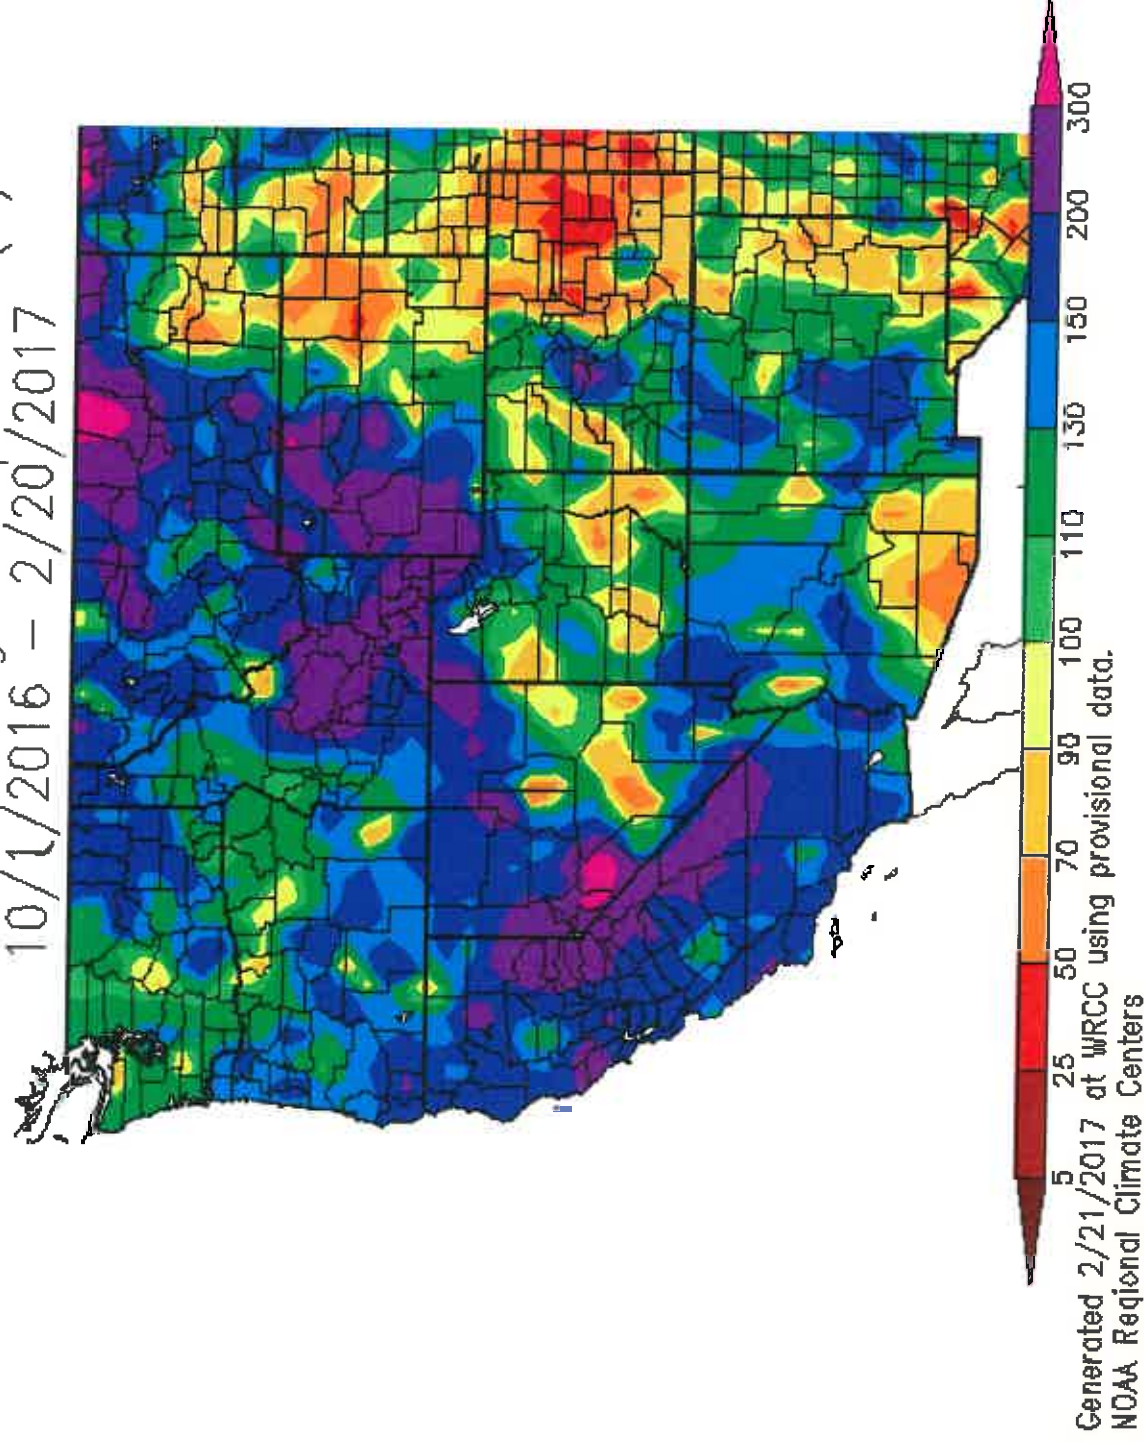 10/1/2016 – 2/20/2017
5 25 50 70 90 100 110 130 150 200 300
Generated 2/21/2017 at WRCC using provisional data.
NOAA Regional Climate Centers